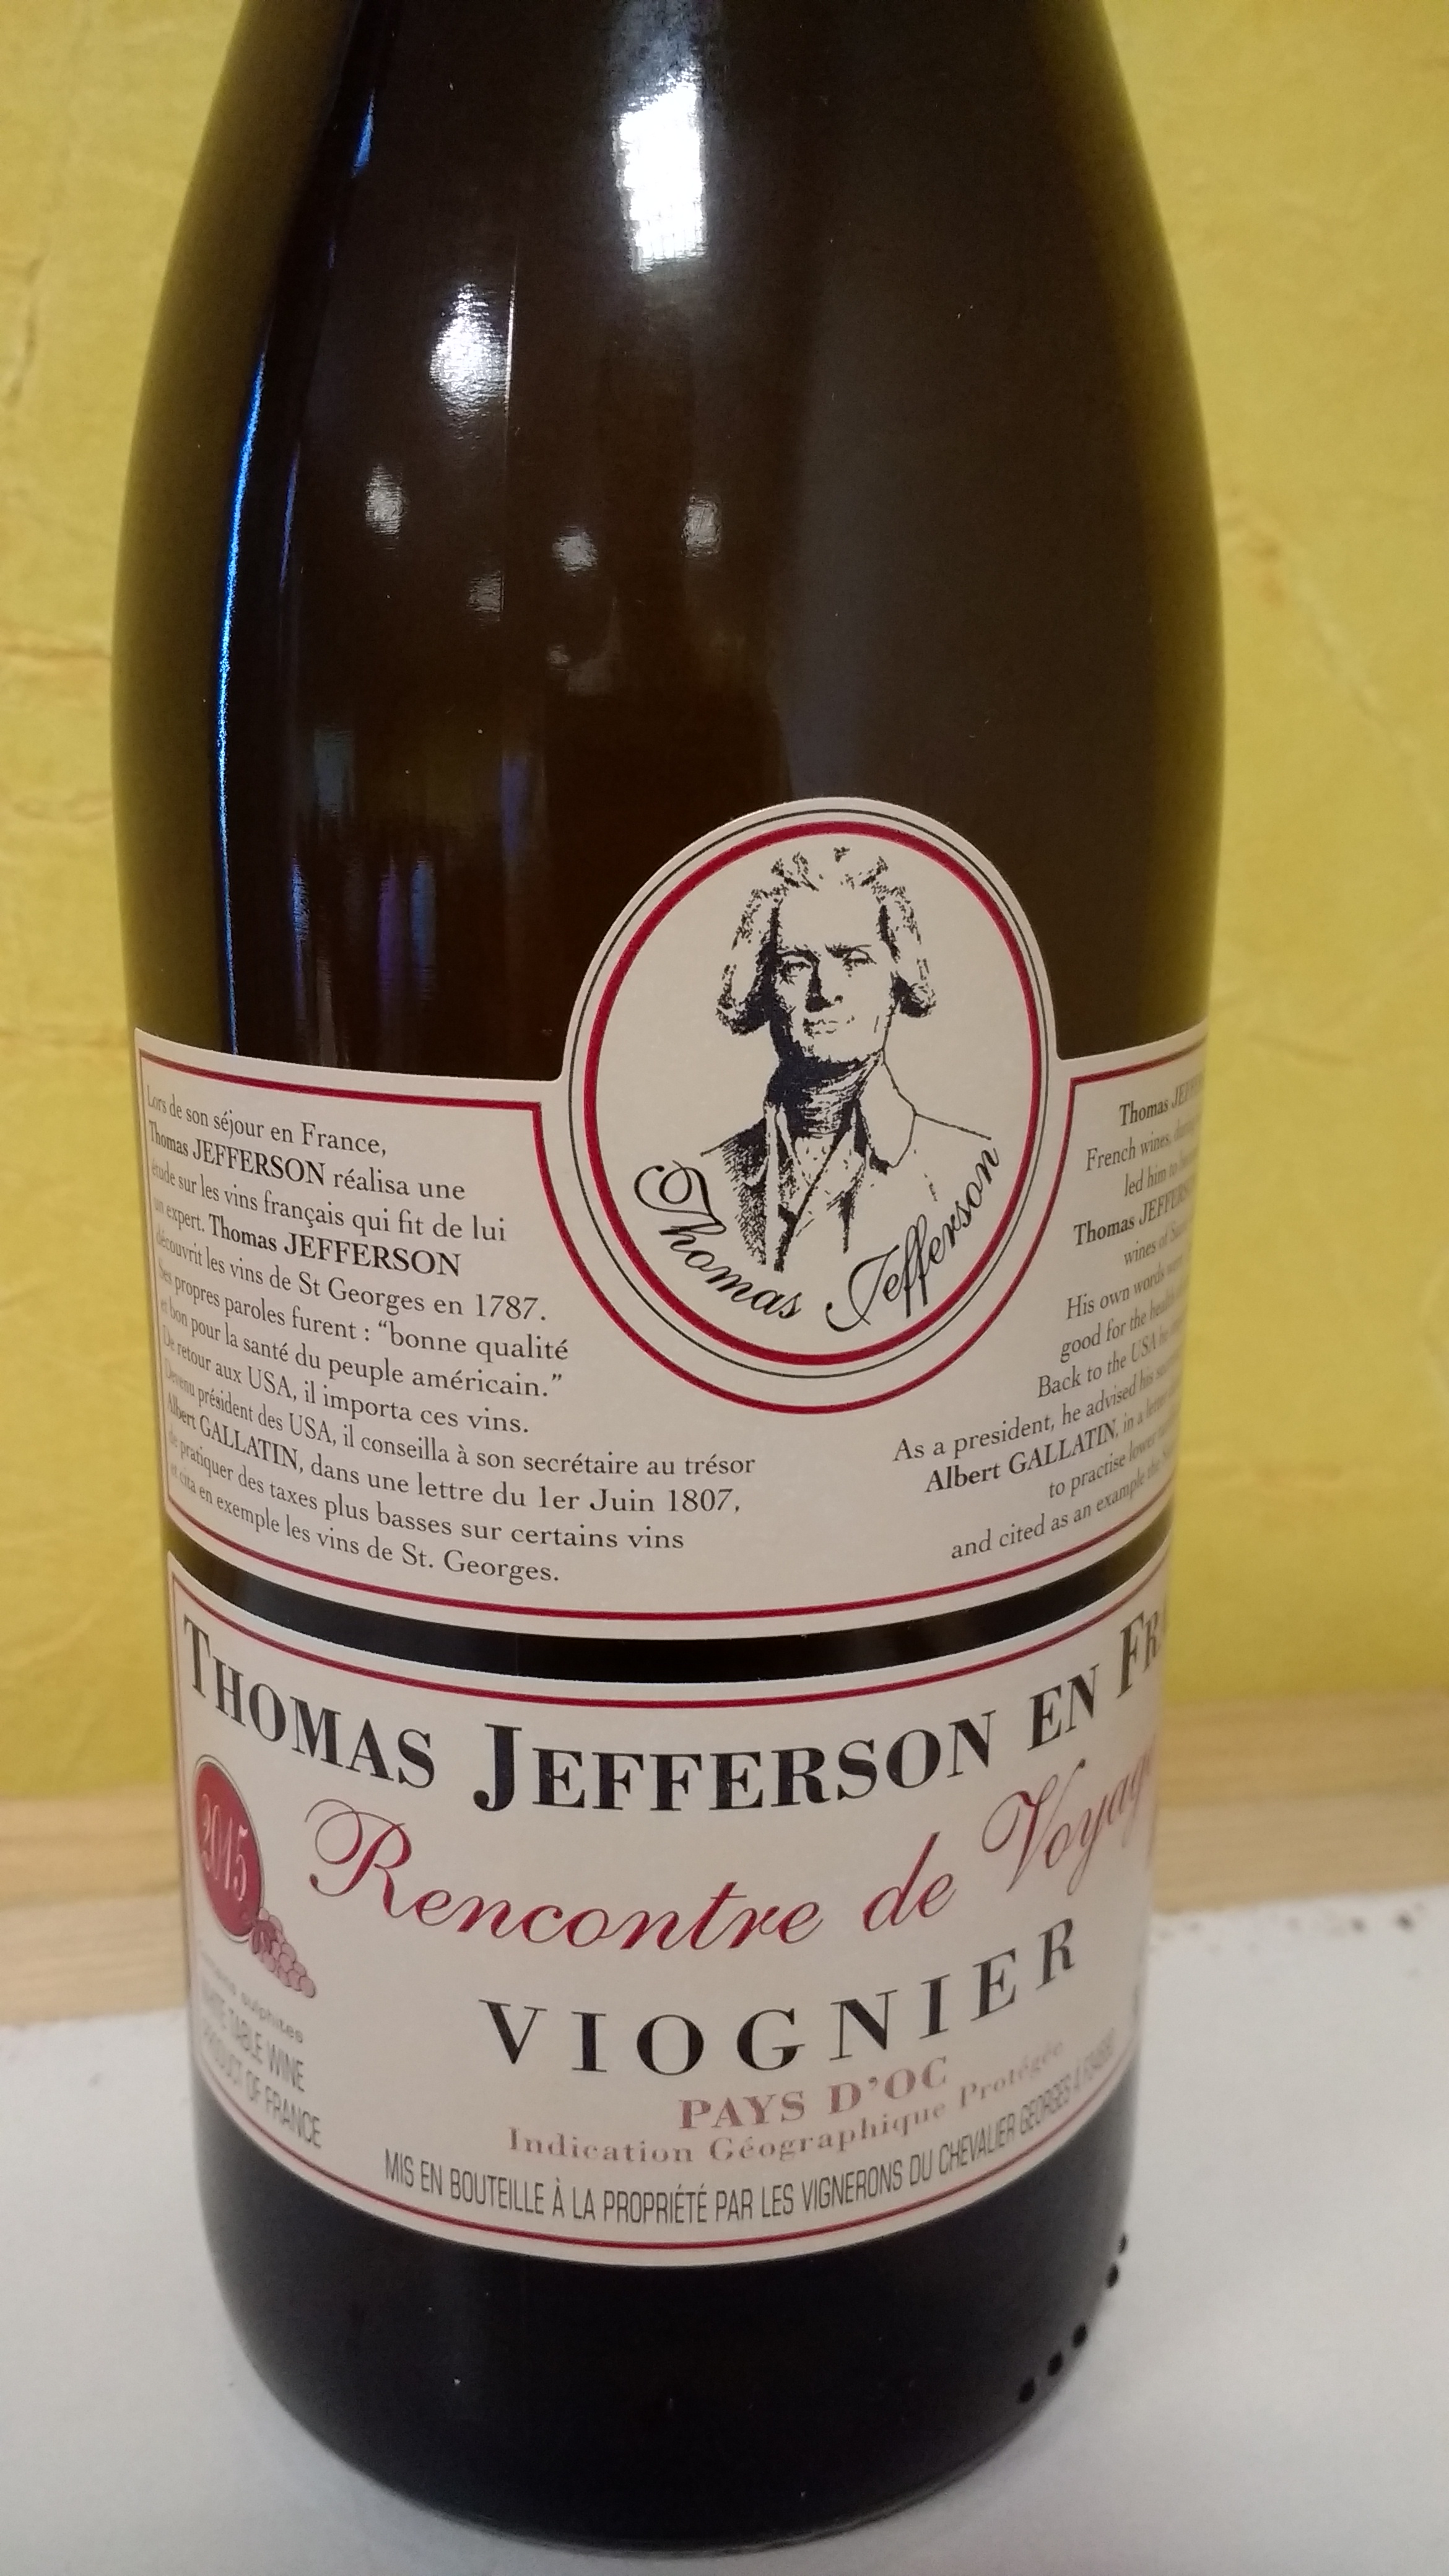 Thomas Jefferson
Lors de son séjour en France,
Thomas JEFFERSON réalisa une
étude sur les vins français qui fit de lui
un expert. Thomas JEFFERSON
découvrit les vins de St Georges en 1787.
Ses propres paroles furent : “bonne qualité
et bon pour la santé du peuple américain.”
De retour aux USA, il importa ces vins.
Devenu président des USA, il conseilla à son secrétaire au trésor
Albert GALLATIN, dans une lettre du 1er Juin 1807,
de pratiquer des taxes plus basses sur certains vins
et cita en exemple les vins de St. Georges.
Thomas
French wines,
led him to
Thomas JEFFERSON
wines of
His own words
good for the
Back to the USA he
As a president, he advised his
Albert GALLATIN, in a
to practise lower
and cited as an example the
THOMAS JEFFERSON EN
Rencontre de
2015
VIOGNIER
PAYS D’OC
Indication Géographique Protégée
sulphites
WHITE TABLE WINE
PRODUCT OF FRANCE
MIS EN BOUTEILLE À LA PROPRIÉTÉ PAR LES VIGNERONS DU CHEVALIER GEORGES À